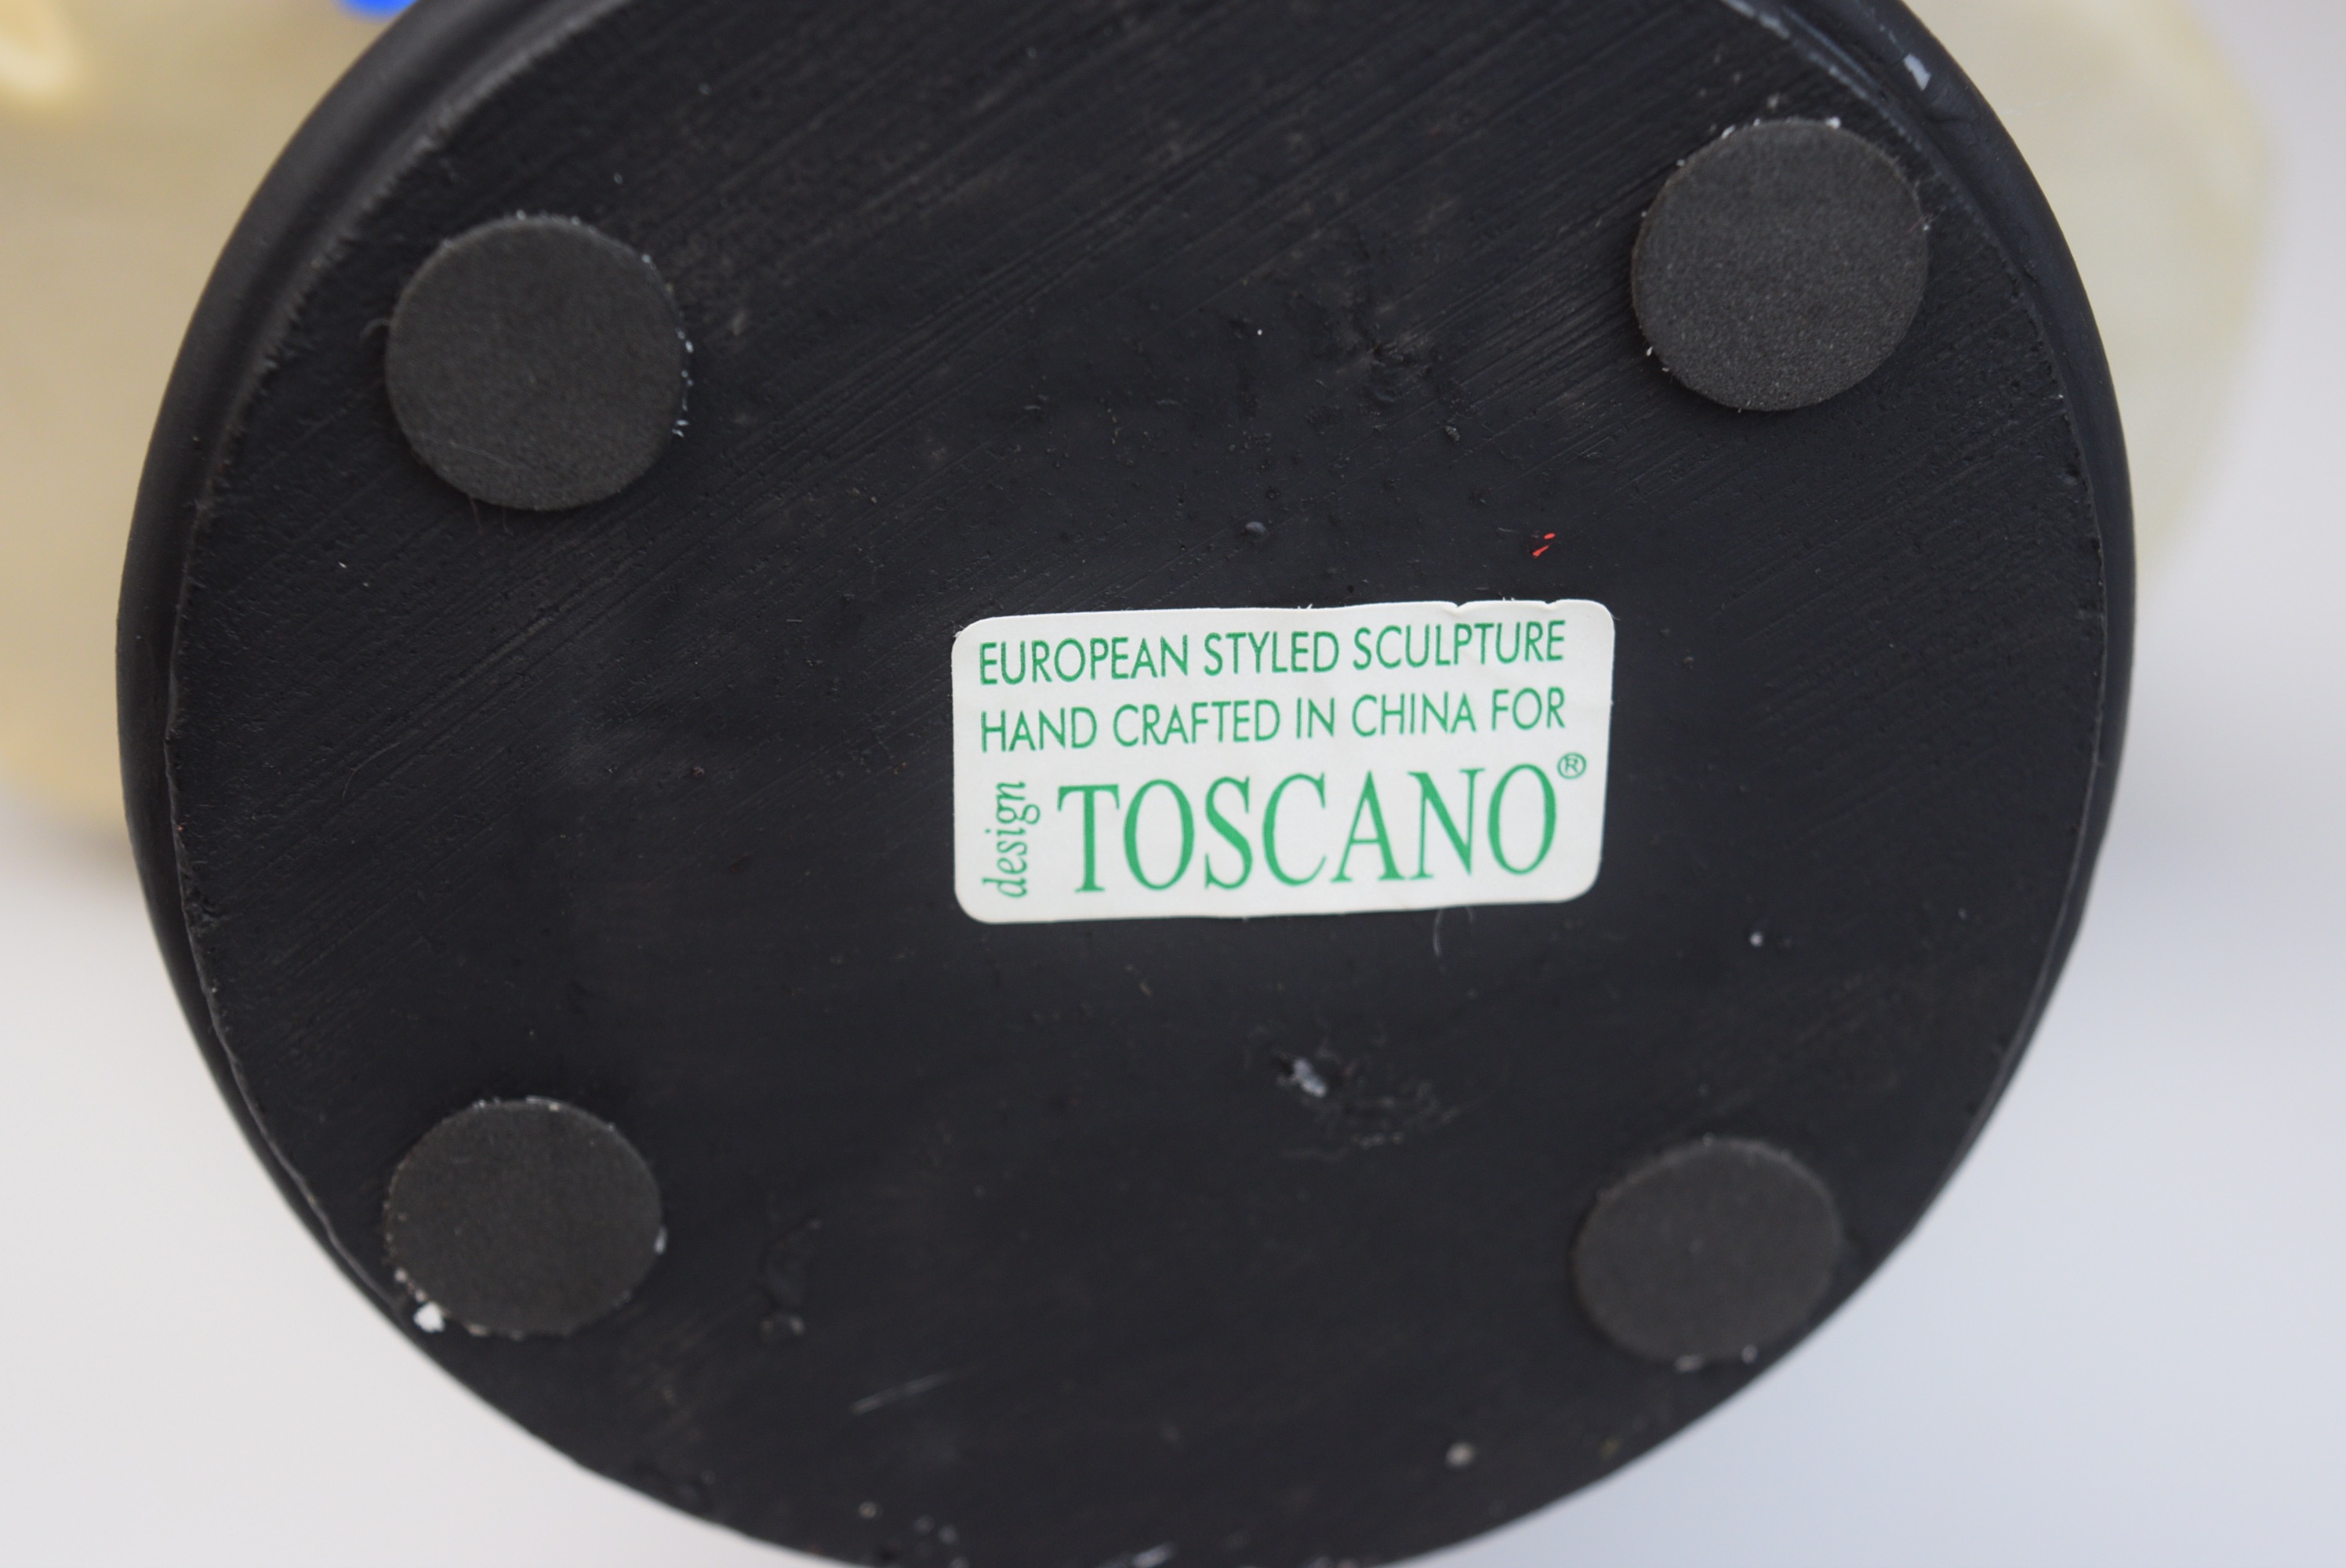 EUROPEAN STYLED SCULPTURE
HAND CRAFTED IN CHINA FOR
design TOSCANO®